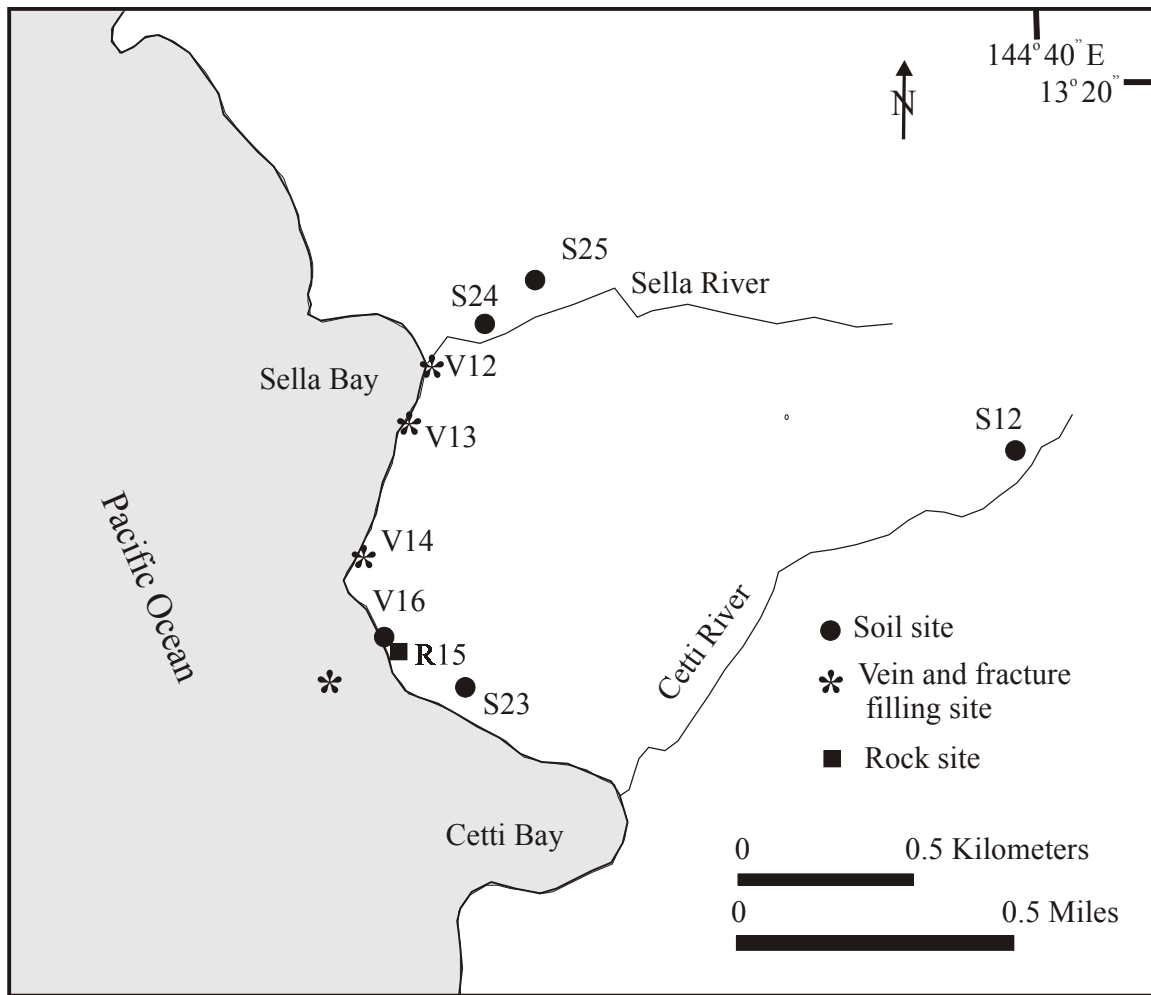 144° 40” E
13° 20”
N
S25
S24
Sella River
V12
Sella Bay
V13
S12
Pacific Ocean
V14
V16
R15
S23
Cetti River
Soil site
Vein and fracture
filling site
Rock site
Cetti Bay
0 0.5 Kilometers
0 0.5 Miles